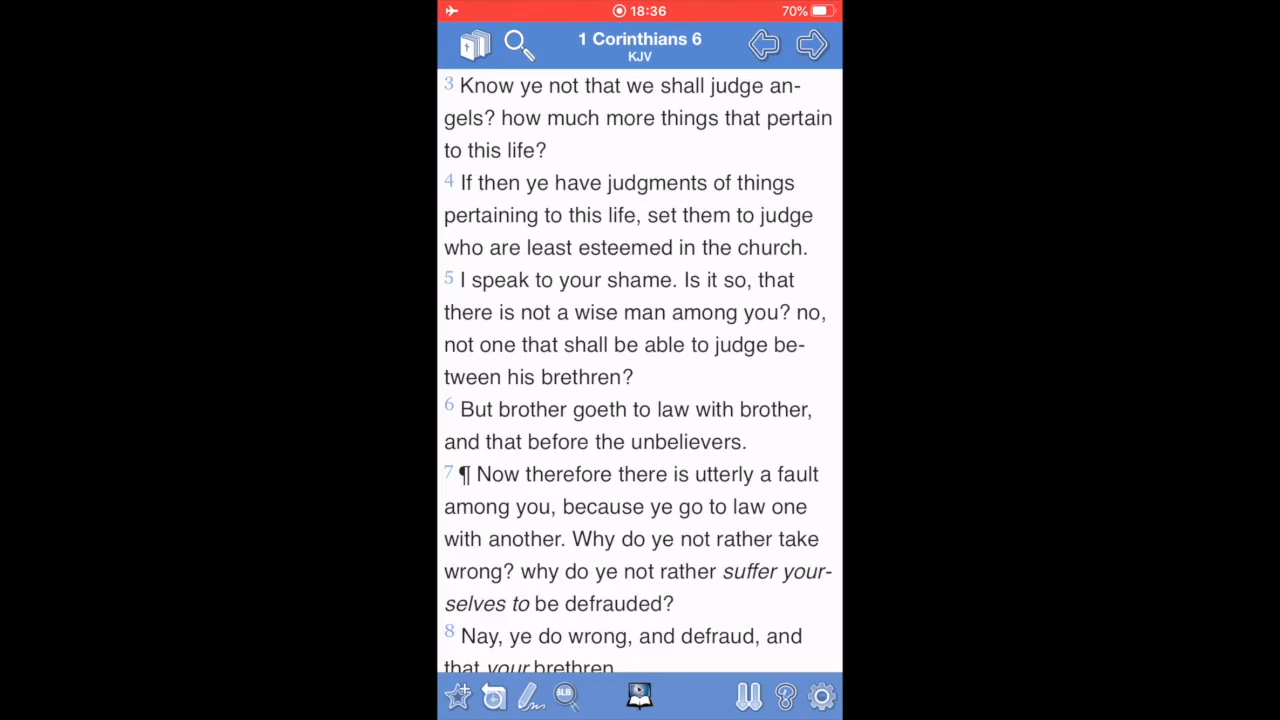 18:36
70%
1 Corinthians 6
KJV
3 Know ye not that we shall judge an-
gels? how much more things that pertain
to this life?
4 If then ye have judgments of things
pertaining to this life, set them to judge
who are least esteemed in the church.
5 I speak to your shame. Is it so, that
there is not a wise man among you? no,
not one that shall be able to judge be-
tween his brethren?
6 But brother goeth to law with brother,
and that before the unbelievers.
7 ¶ Now therefore there is utterly a fault
among you, because ye go to law one
with another. Why do ye not rather take
wrong? why do ye not rather suffer your-
selves to be defrauded?
8 Nay, ye do wrong, and defraud, and
that your brethren
BLB